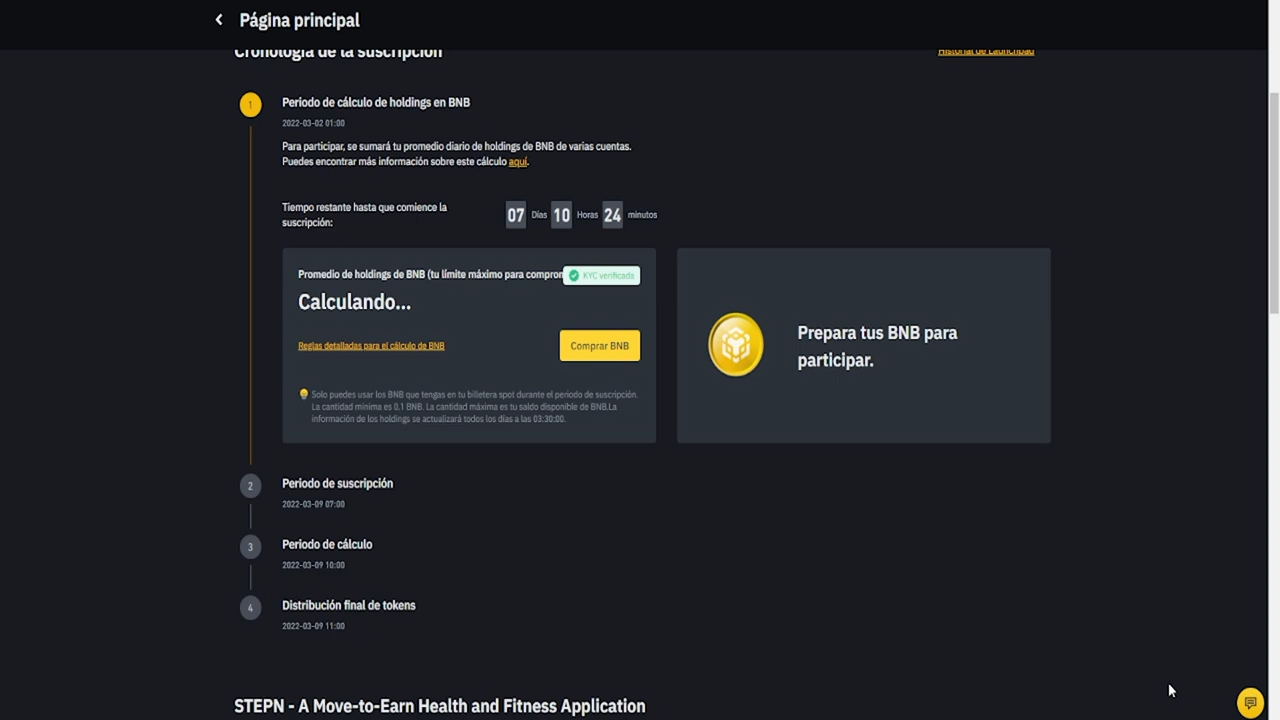 Página principal
Cronología de la suscripción
Historial de Launchpad
1
Periodo de cálculo de holdings en BNB
2022-03-02 01:00
Para participar, se sumará tu promedio diario de holdings de BNB de varias cuentas.
Puedes encontrar más información sobre este cálculo aquí.
Tiempo restante hasta que comience la
suscripción:
07 Días 10 Horas 24 minutos
Promedio de holdings de BNB (tu límite máximo para compron
KYC verificada
Calculando...
Reglas detalladas para el cálculo de BNB
Comprar BNB
Solo puedes usar los BNB que tengas en tu billetera spot durante el periodo de suscripción.
La cantidad mínima es 0,1 BNB. La cantidad máxima es tu saldo disponible de BNB.La
información de los holdings se actualizará todos los días a las 03:30:00.
Prepara tus BNB para
participar.
2
Periodo de suscripción
2022-03-09 07:00
3
Periodo de cálculo
2022-03-09 10:00
4
Distribución final de tokens
2022-03-09 11:00
STEPN - A Move-to-Earn Health and Fitness Application